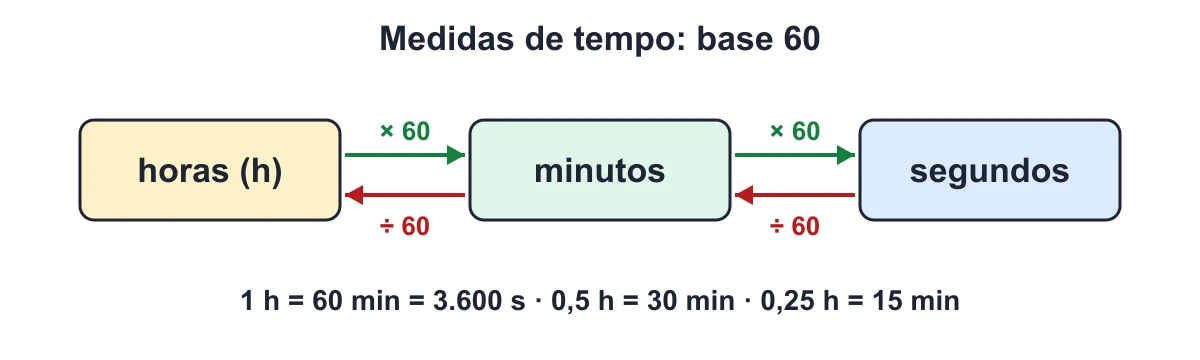 Medidas de tempo: base 60
× 60 × 60
horas (h) minutos segundos
÷ 60 ÷ 60
1 h = 60 min = 3.600 s · 0,5 h = 30 min · 0,25 h = 15 min